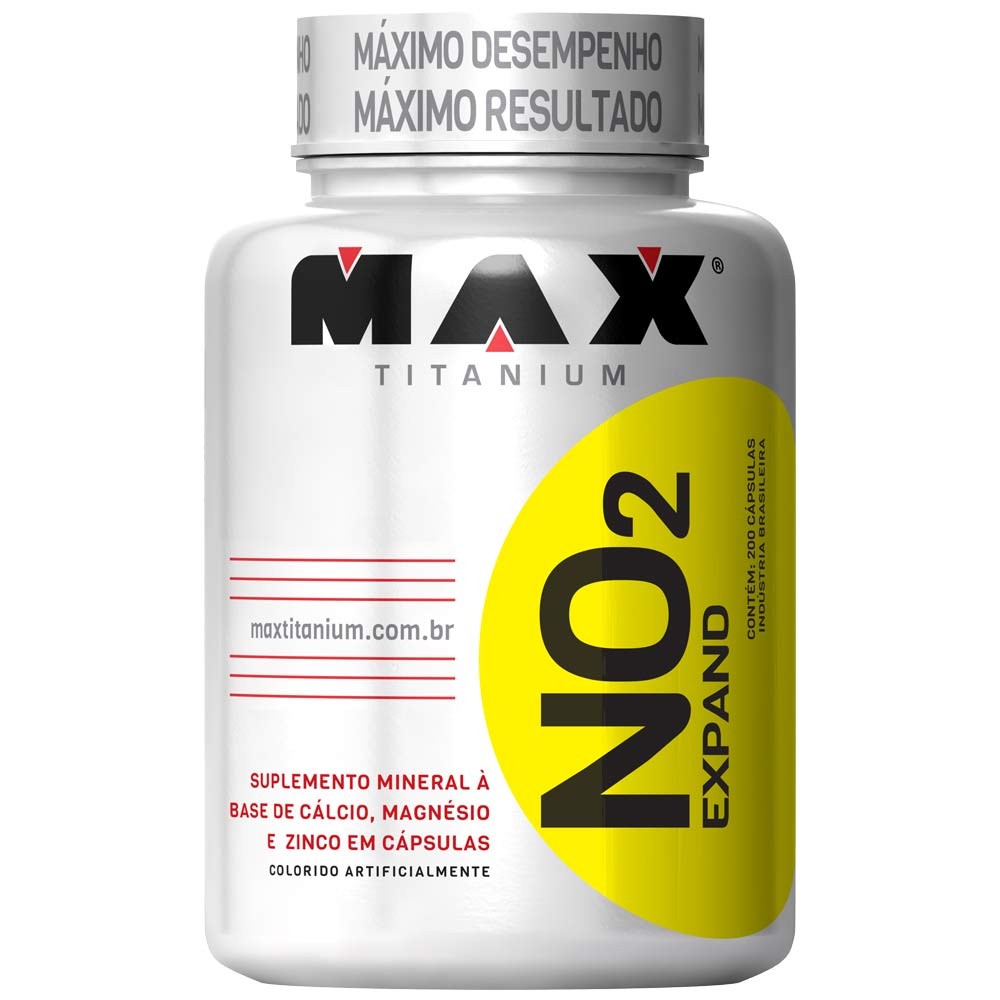 MÁXIMO DESEMPENHO
MÁXIMO RESULTADO
MAX®
TITANIUM
NO2
EXPAND
CONTÉM: 200 CÁPSULAS
INDÚSTRIA BRASILEIRA
maxtitanium.com.br
SUPLEMENTO MINERAL À
BASE DE CÁLCIO, MAGNÉSIO
E ZINCO EM CÁPSULAS
COLORIDO ARTIFICIALMENTE